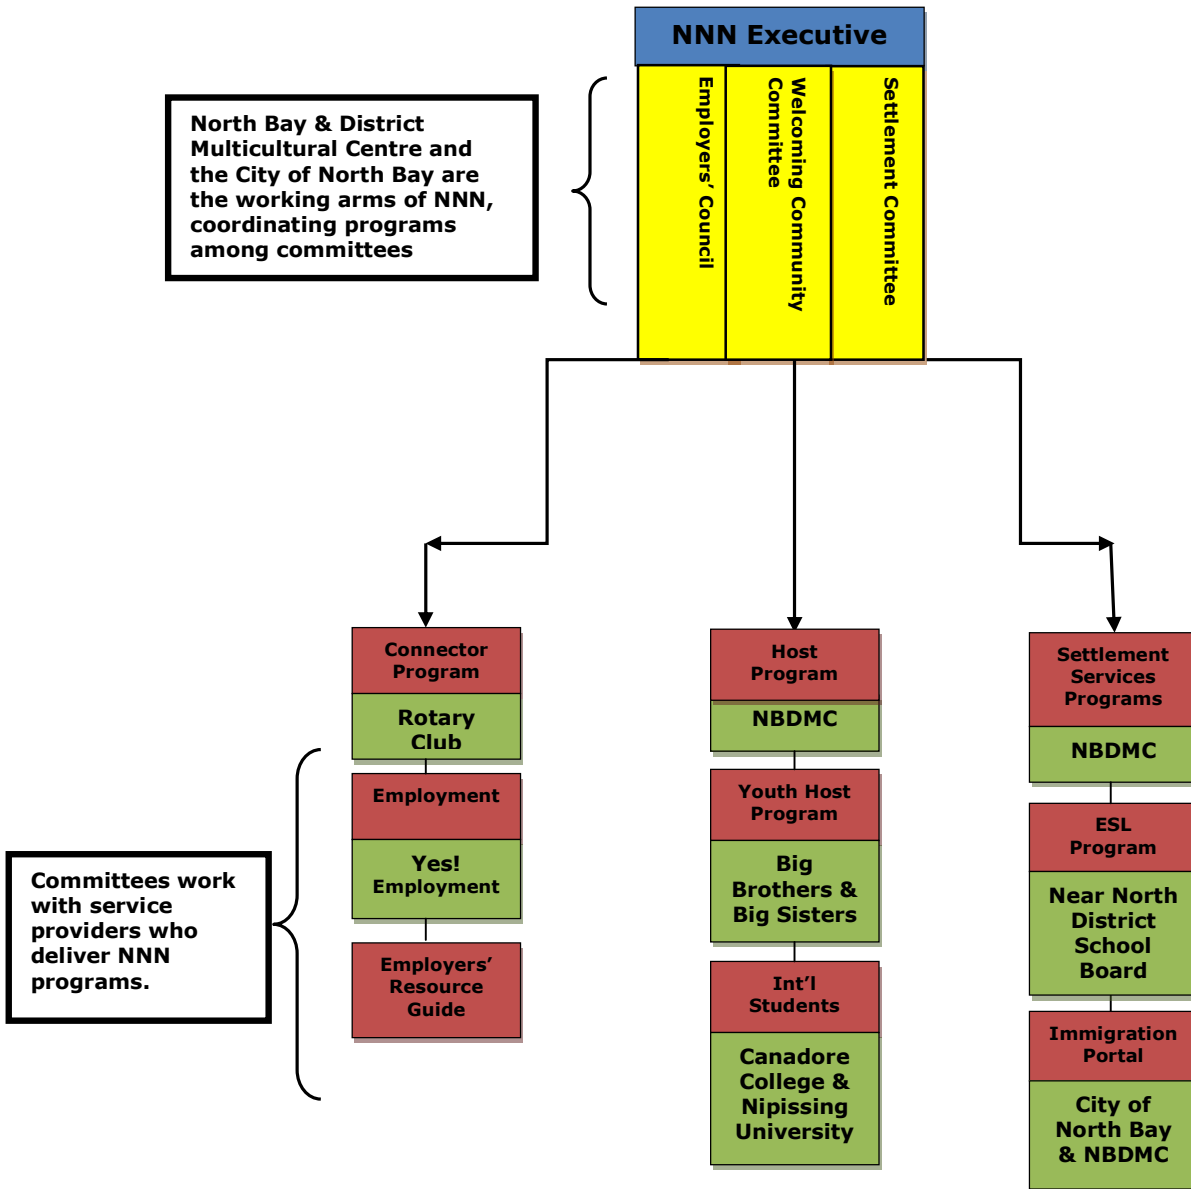 NNN Executive
Employers’ Council
Welcoming Community
Committee
Settlement Committee
North Bay & District
Multicultural Centre and
the City of North Bay are
the working arms of NNN,
coordinating programs
among committees
Connector
Program
Rotary
Club
Employment
Yes!
Employment
Employers’
Resource
Guide
Host
Program
NBDMC
Youth Host
Program
Big
Brothers &
Big Sisters
Int’l
Students
Canadore
College &
Nipissing
University
Settlement
Services
Programs
NBDMC
ESL
Program
Near North
District
School
Board
Immigration
Portal
City of
North Bay
& NBDMC
Committees work
with service
providers who
deliver NNN
programs.